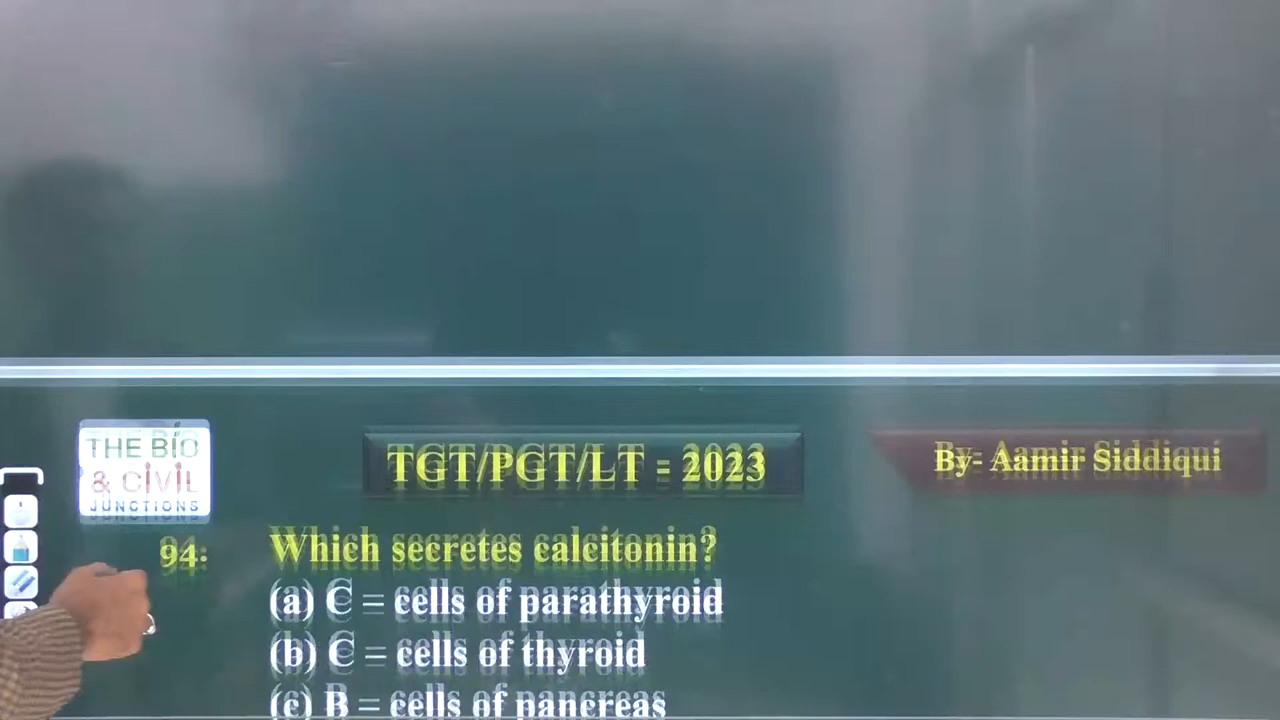 THE BIO
& CIVIL
JUNCTIONS
TGT/PGT/LT = 2023
By- Aamir Siddiqui
94:
Which secretes calcitonin?
(a) C = cells of parathyroid
(b) C = cells of thyroid
(c) B = cells of pancreas